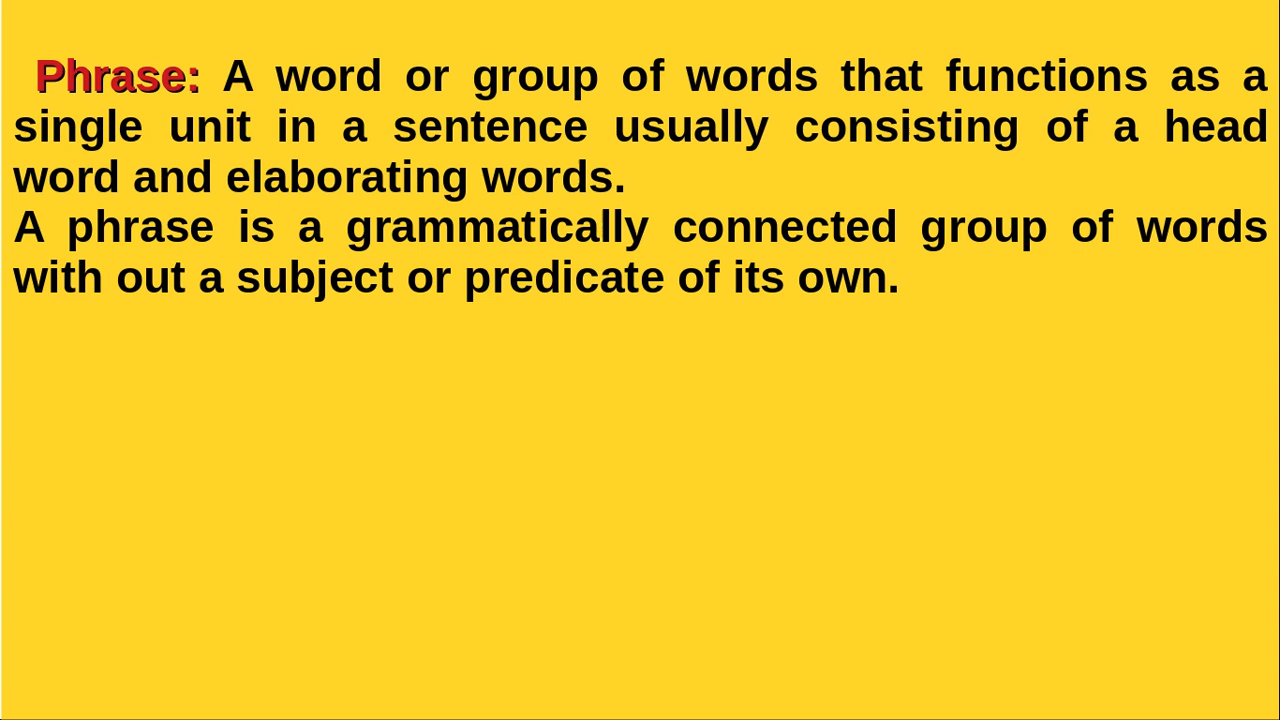 Phrase: A word or group of words that functions as a
single unit in a sentence usually consisting of a head
word and elaborating words.
A phrase is a grammatically connected group of words
with out a subject or predicate of its own.